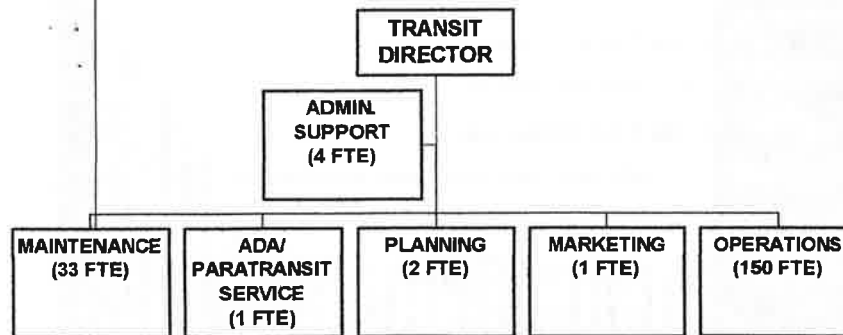 TRANSIT
DIRECTOR
ADMIN.
SUPPORT
(4 FTE)
MAINTENANCE
(33 FTE)
ADA/
PARATRANSIT
SERVICE
(1 FTE)
PLANNING
(2 FTE)
MARKETING
(1 FTE)
OPERATIONS
(150 FTE)